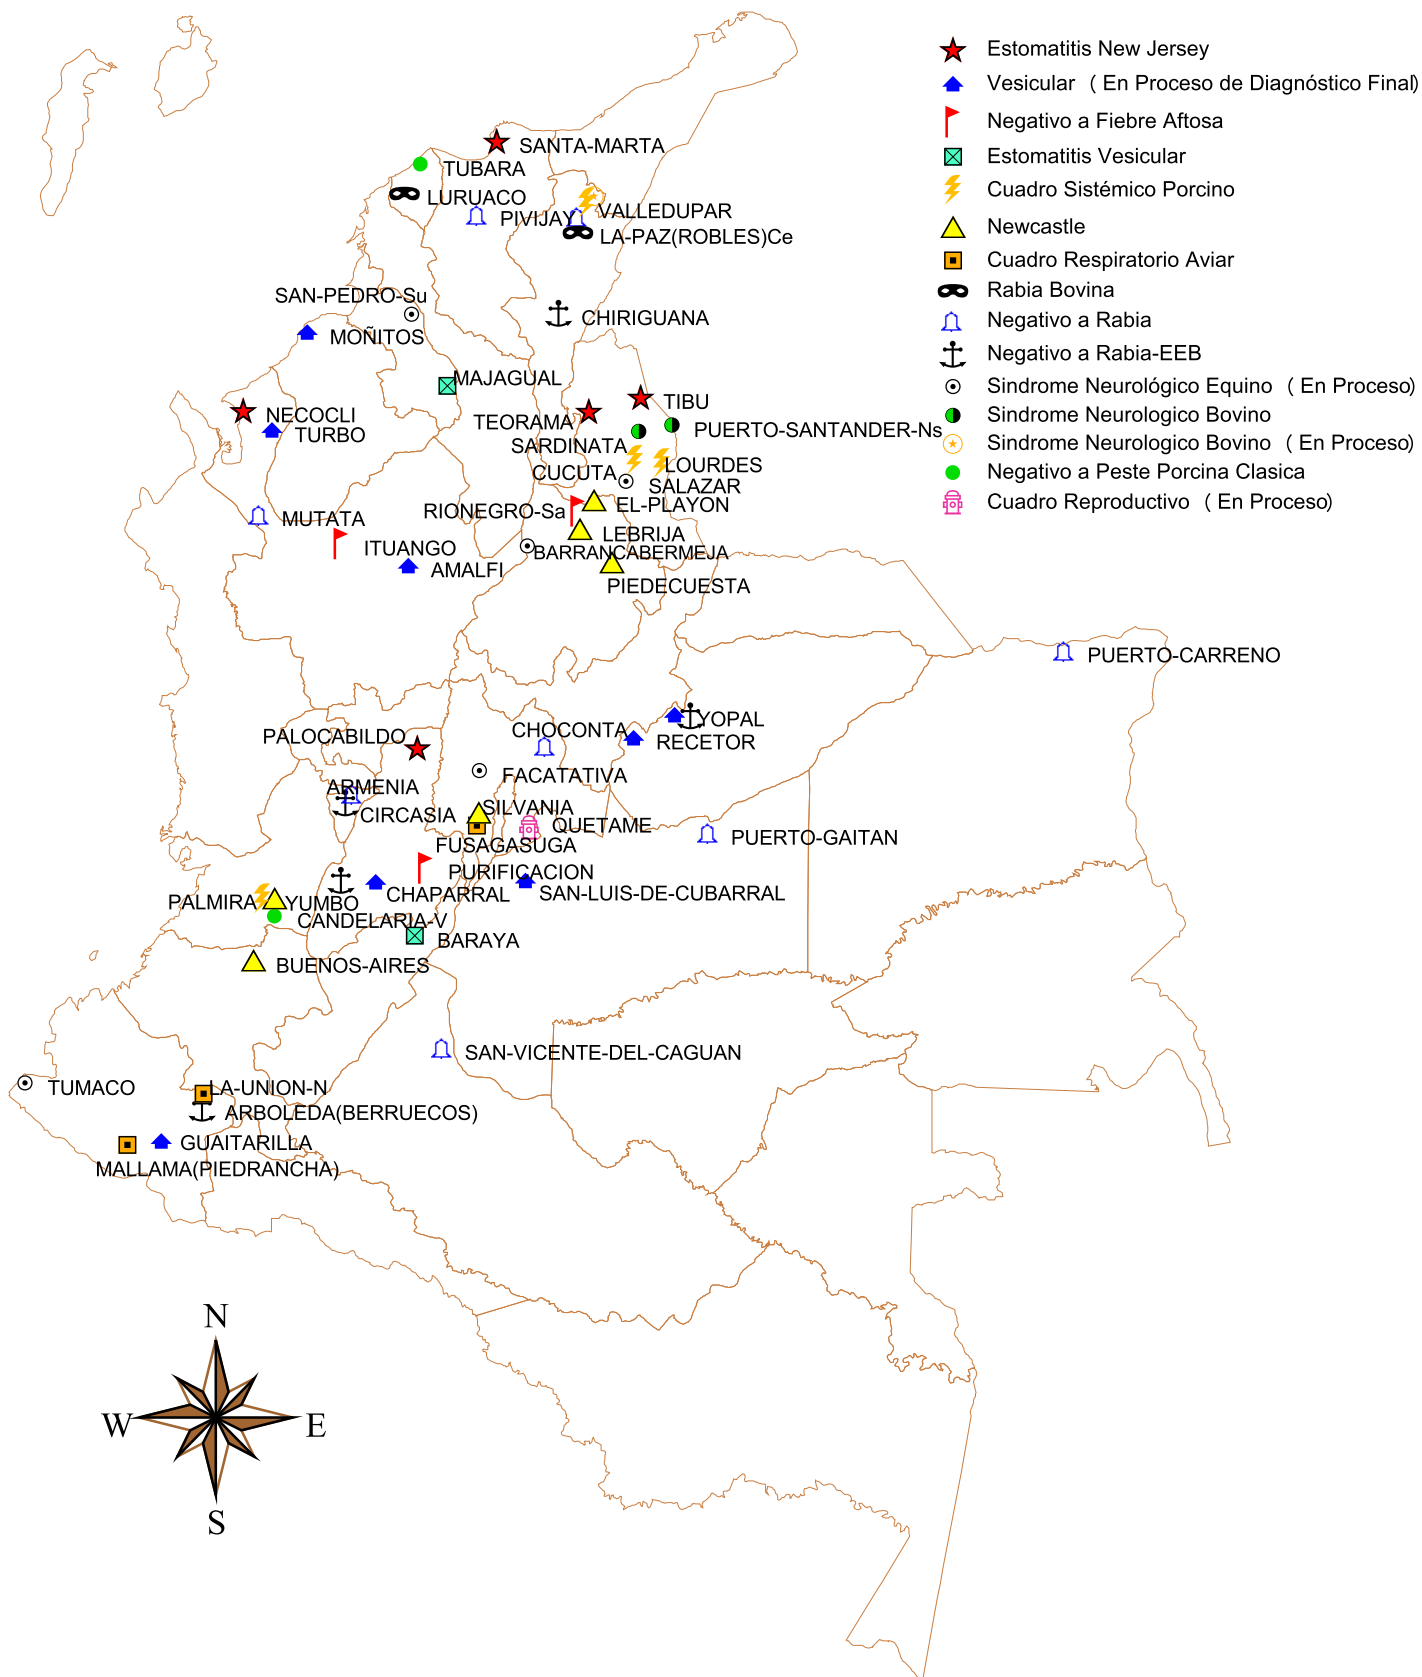 Estomatitis New Jersey
Vesicular ( En Proceso de Diagnóstico Final)
Negativo a Fiebre Aftosa
Estomatitis Vesicular
Cuadro Sistémico Porcino
Newcastle
Cuadro Respiratorio Aviar
Rabia Bovina
Negativo a Rabia
Negativo a Rabia-EEB
Sindrome Neurológico Equino ( En Proceso)
Sindrome Neurologico Bovino
Sindrome Neurologico Bovino ( En Proceso)
Negativo a Peste Porcina Clasica
Cuadro Reproductivo ( En Proceso)
SANTA-MARTA
TUBARA
LURUACO
PIVIJAY
VALLEDUPAR
LA-PAZ(ROBLES)Ce
SAN-PEDRO-Su
CHIRIGUANA
MOÑITOS
MAJAGUAL
TIBU
NECOCLI
TEORAMA
TURBO
PUERTO-SANTANDER-Ns
SARDINATA
LOURDES
CUCUTA
SALAZAR
EL-PLAYON
RIONEGRO-Sa
MUTATA
LEBRIJA
ITUANGO
BARRANCABERMEJA
AMALFI
PIEDECUESTA
PUERTO-CARRENO
YOPAL
CHOCONTA
PALOCABILDO
RECETOR
FACATATIVA
ARMENIA
SILVANIA
CIRCASIA
QUETAME
PUERTO-GAITAN
FUSAGASUGA
PURIFICACION
CHAPARRAL
SAN-LUIS-DE-CUBARRAL
PALMIRA
YUMBO
CANDELARIA-V
BARAYA
BUENOS-AIRES
SAN-VICENTE-DEL-CAGUAN
TUMACO
LA-UNION-N
ARBOLEDA(BERRUECOS)
GUAITARILLA
MALLAMA(PIEDRANCHA)
N
W
E
S